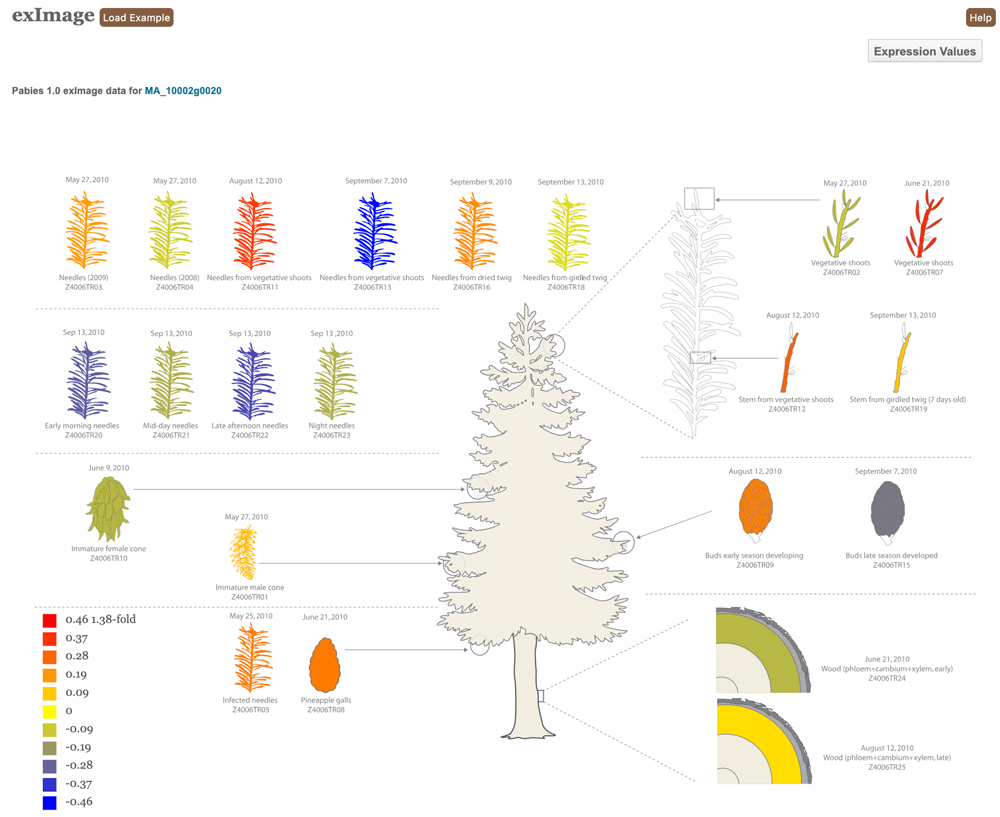 exImage Load Example Help
Expression Values
Pabies 1.0 exImage data for MA_10002g0020
May 27, 2010
Needles (2009)
Z4006TR03
May 27, 2010
Needles (2008)
Z4006TR04
August 12, 2010
Needles from vegetative shoots
Z4006TR11
September 7, 2010
Needles from vegetative shoots
Z4006TR13
September 9, 2010
Needles from dried twig
Z4006TR16
September 13, 2010
Needles from girdled twig
Z4006TR18
May 27, 2010
Vegetative shoots
Z4006TR02
June 21, 2010
Vegetative shoots
Z4006TR07
August 12, 2010
Stem from vegetative shoots
Z4006TR12
September 13, 2010
Stem from girdled twig (7 days old)
Z4006TR19
Sep 13, 2010
Early morning needles
Z4006TR20
Sep 13, 2010
Mid-day needles
Z4006TR21
Sep 13, 2010
Late afternoon needles
Z4006TR22
Sep 13 ,2010
Night needles
Z4006TR23
June 9, 2010
Immature female cone
Z4006TR10
May 27, 2010
Immature male cone
Z4006TR01
August 12, 2010
Buds early season developing
Z4006TR09
September 7, 2010
Buds late season developed
Z4006TR15
May 25, 2010
Infected needles
Z4006TR05
June 21, 2010
Pineapple galls
Z4006TR08
June 21, 2010
Wood (phloem+cambium+xylem, early)
Z4006TR24
August 12, 2010
Wood (phloem+cambium+xylem, late)
Z4006TR25
0.46 1.38-fold
0.37
0.28
0.19
0.09
0
-0.09
-0.19
-0.28
-0.37
-0.46